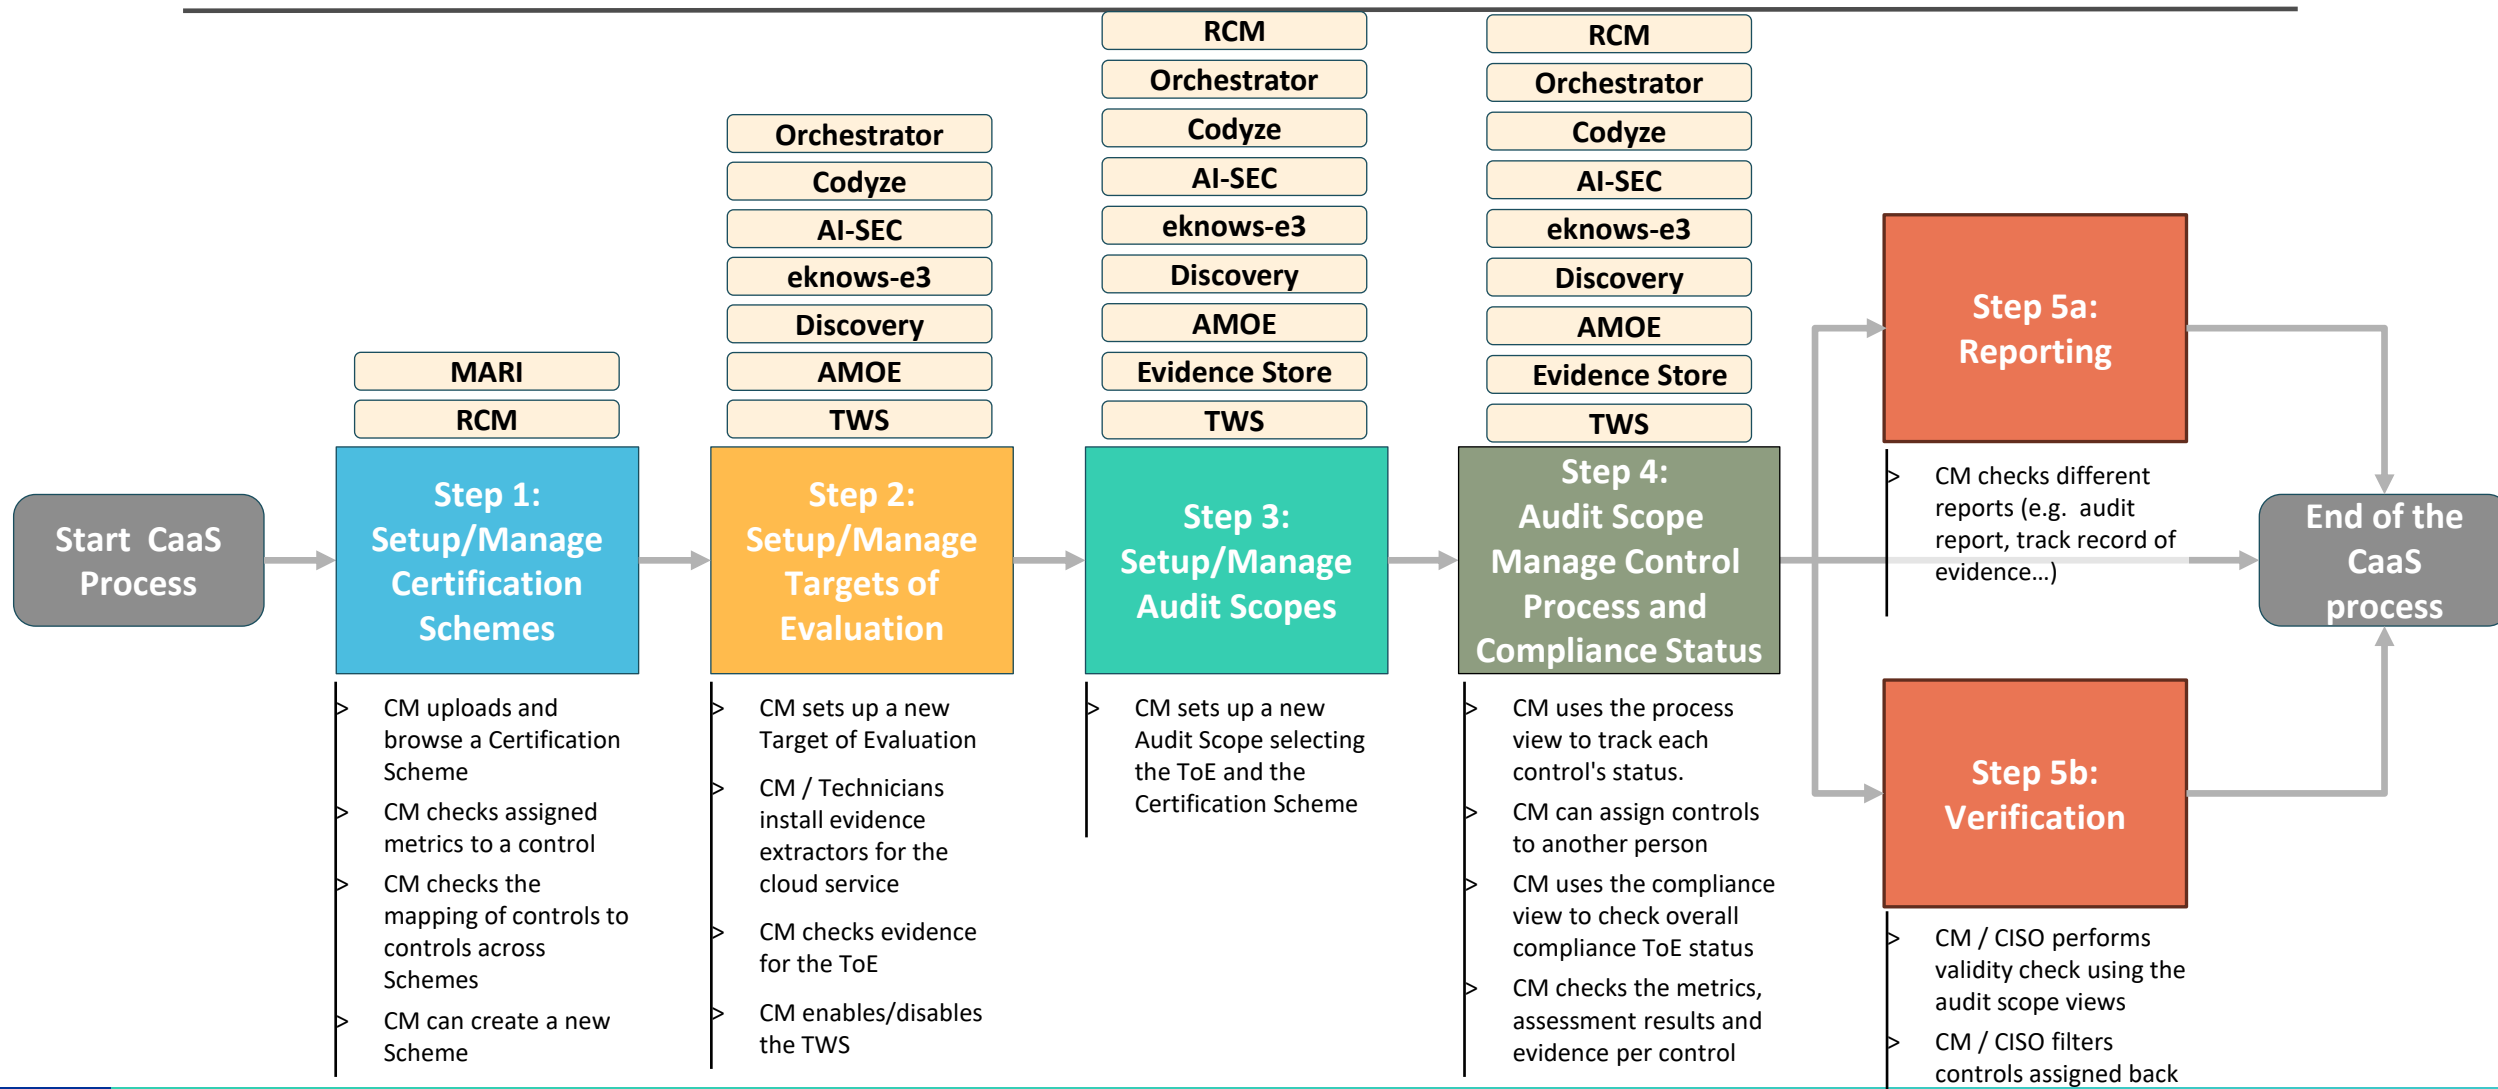 Start CaaS
Process
MARI
RCM
Step 1:
Setup/Manage
Certification
Schemes
> CM uploads and
browse a Certification
Scheme
> CM checks assigned
metrics to a control
> CM checks the
mapping of controls to
controls across
Schemes
> CM can create a new
Scheme
Orchestrator
Codyze
AI-SEC
eknows-e3
Discovery
AMOE
TWS
Step 2:
Setup/Manage
Targets of
Evaluation
> CM sets up a new
Target of Evaluation
> CM / Technicians
install evidence
extractors for the
cloud service
> CM checks evidence
for the ToE
> CM enables/disables
the TWS
RCM
Orchestrator
Codyze
AI-SEC
eknows-e3
Discovery
AMOE
Evidence Store
TWS
Step 3:
Setup/Manage
Audit Scopes
> CM sets up a new
Audit Scope selecting
the ToE and the
Certification Scheme
RCM
Orchestrator
Codyze
AI-SEC
eknows-e3
Discovery
AMOE
Evidence Store
TWS
Step 4:
Audit Scope
Manage Control
Process and
Compliance Status
> CM uses the process
view to track each
control's status.
> CM can assign controls
to another person
> CM uses the compliance
view to check overall
compliance ToE status
> CM checks the metrics,
assessment results and
evidence per control
Step 5a:
Reporting
> CM checks different
reports (e.g. audit
report, track record of
evidence...)
Step 5b:
Verification
> CM / CISO performs
validity check using the
audit scope views
> CM / CISO filters
controls assigned back
End of the
CaaS
process